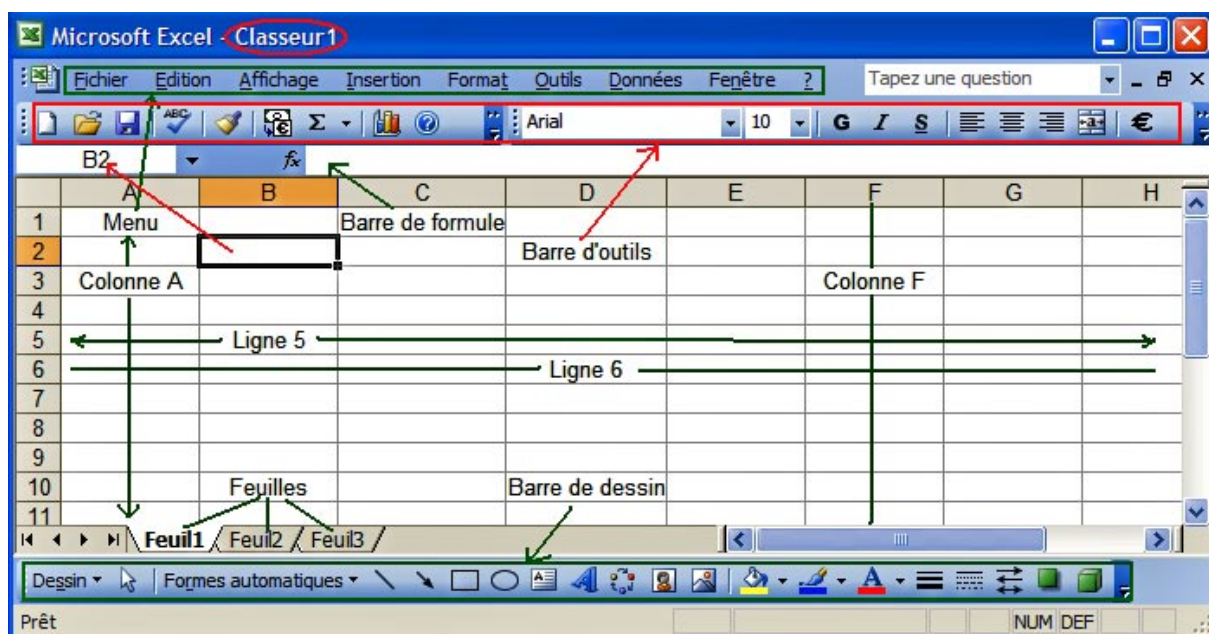 Microsoft Excel - Classeur1
Fichier Edition Affichage Insertion Format Outils Données Fenêtre ? Tapez une question
ABC € Σ ? Arial 10 G I S a €
B2 fx
A B C D E F G H
1 Menu Barre de formule
2 Barre d'outils
3 Colonne A Colonne F
4
5 Ligne 5
6 Ligne 6
7
8
9
10 Feuilles Barre de dessin
11
Feuil1 Feuil2 Feuil3
Dessin Formes automatiques A A A
Prêt NUM DEF